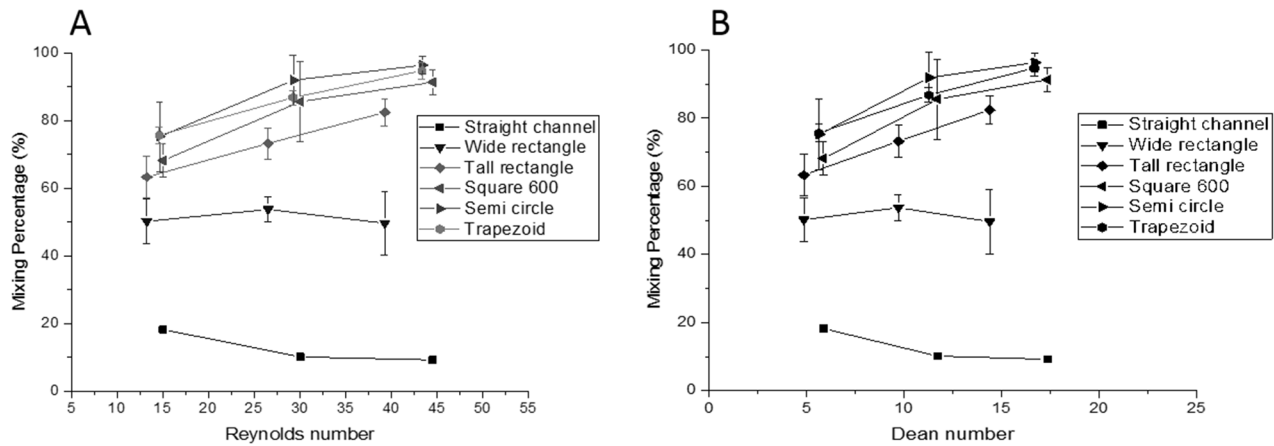 A
100
80
60
40
20
0
Mixing Percentage (%)
5 10 15 20 25 30 35 40 45 50 55
Reynolds number
Straight channel
Wide rectangle
Tall rectangle
Square 600
Semi circle
Trapezoid
B
100
80
60
40
20
0
Mixing Percentage (%)
0 5 10 15 20 25
Dean number
Straight channel
Wide rectangle
Tall rectangle
Square 600
Semi circle
Trapezoid